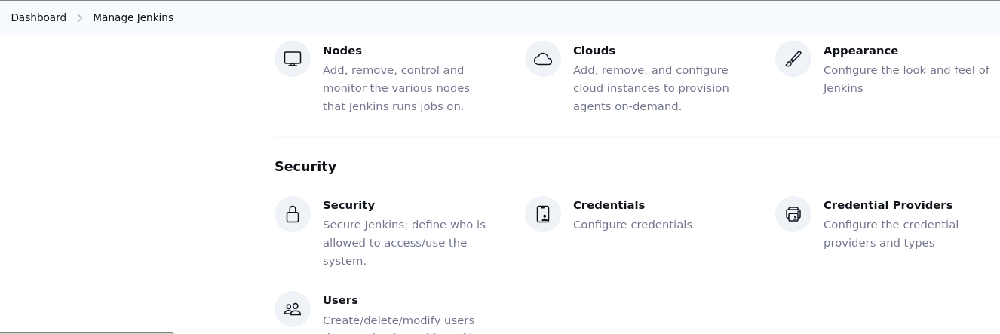 Dashboard > Manage Jenkins
Nodes
Add, remove, control and
monitor the various nodes
that Jenkins runs jobs on.
Clouds
Add, remove, and configure
cloud instances to provision
agents on-demand.
Appearance
Configure the look and feel of
Jenkins
Security
Security
Secure Jenkins; define who is
allowed to access/use the
system.
Credentials
Configure credentials
Credential Providers
Configure the credential
providers and types
Users
Create/delete/modify users